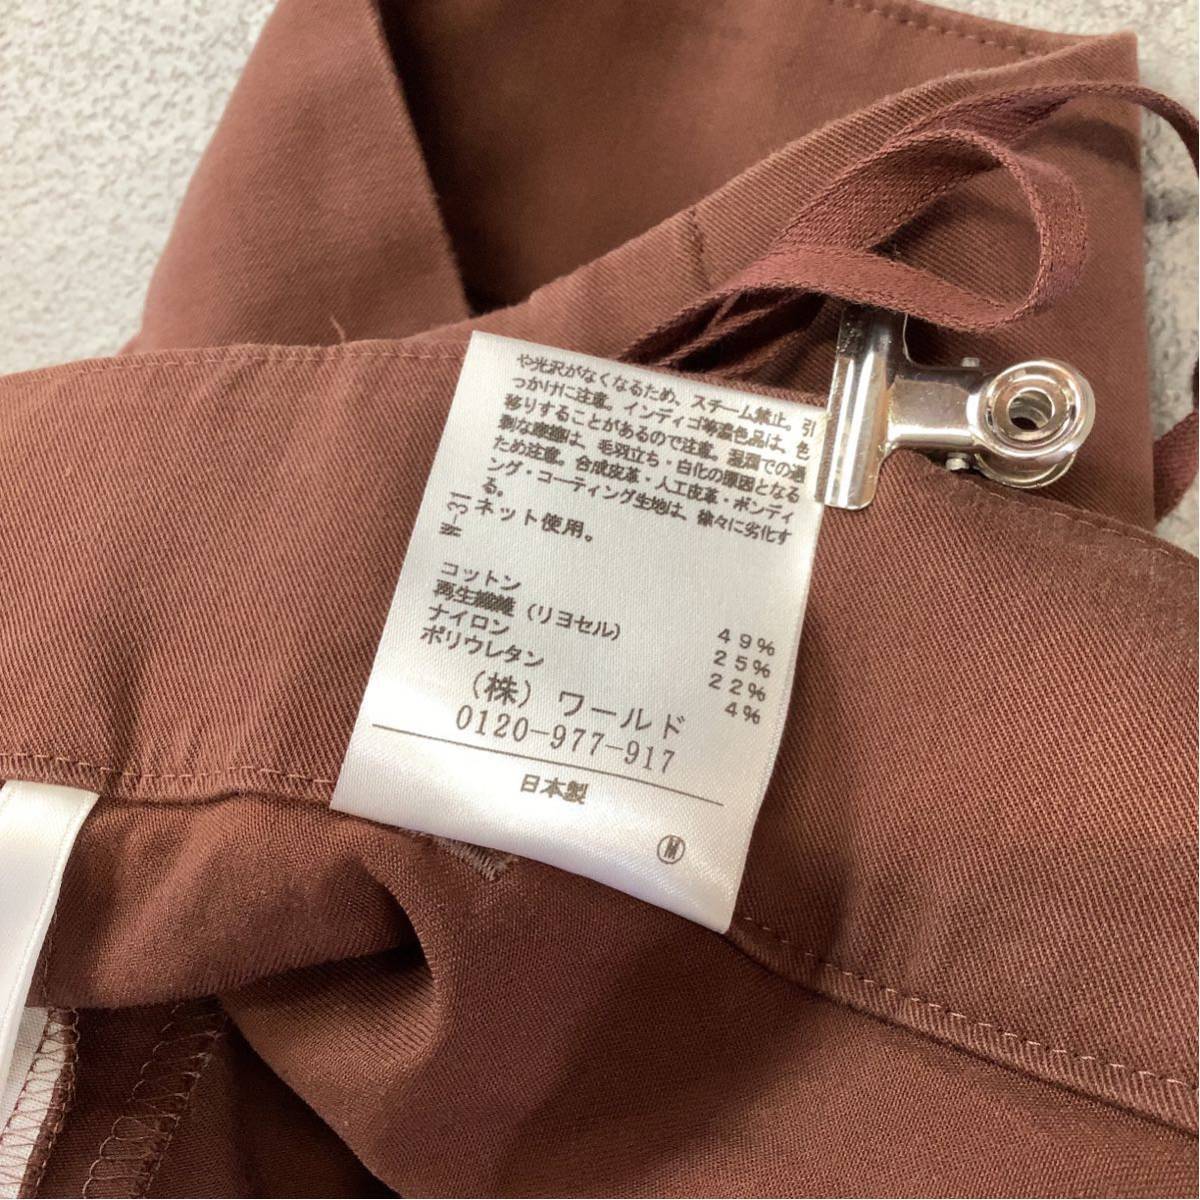 や光沢がなくなるため、スチーム禁止。引
っかけに注意。インディゴ等濃色品は、色
移りすることがあるので注意。湿潤での過
剰な摩擦は、毛羽立ち・白化の原因となる
ため注意。合成皮革・人工皮革・ボンディ
ング・コーティング生地は、徐々に劣化す
る。
ネット使用。
W-31
コットン 49%
再生繊維（リヨセル） 25%
ナイロン 22%
ポリウレタン 4%
（株）ワールド
0120-977-917
日本製
Ⓜ